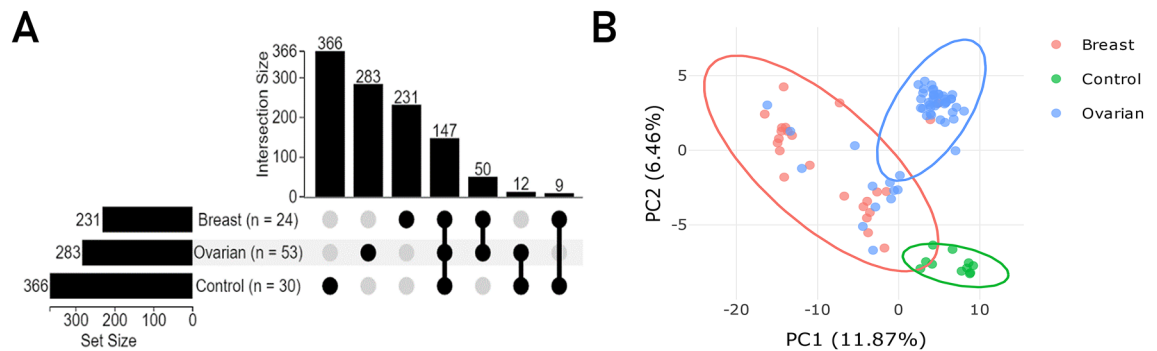 A
B
Intersection Size
366
300
200
100
0
366
283
231
147
50
12
9
231
283
366
Breast (n = 24)
Ovarian (n = 53)
Control (n = 30)
300 200 100 0
Set Size
PC2 (6.46%)
5
0
-5
-20 -10 0 10
PC1 (11.87%)
Breast
Control
Ovarian